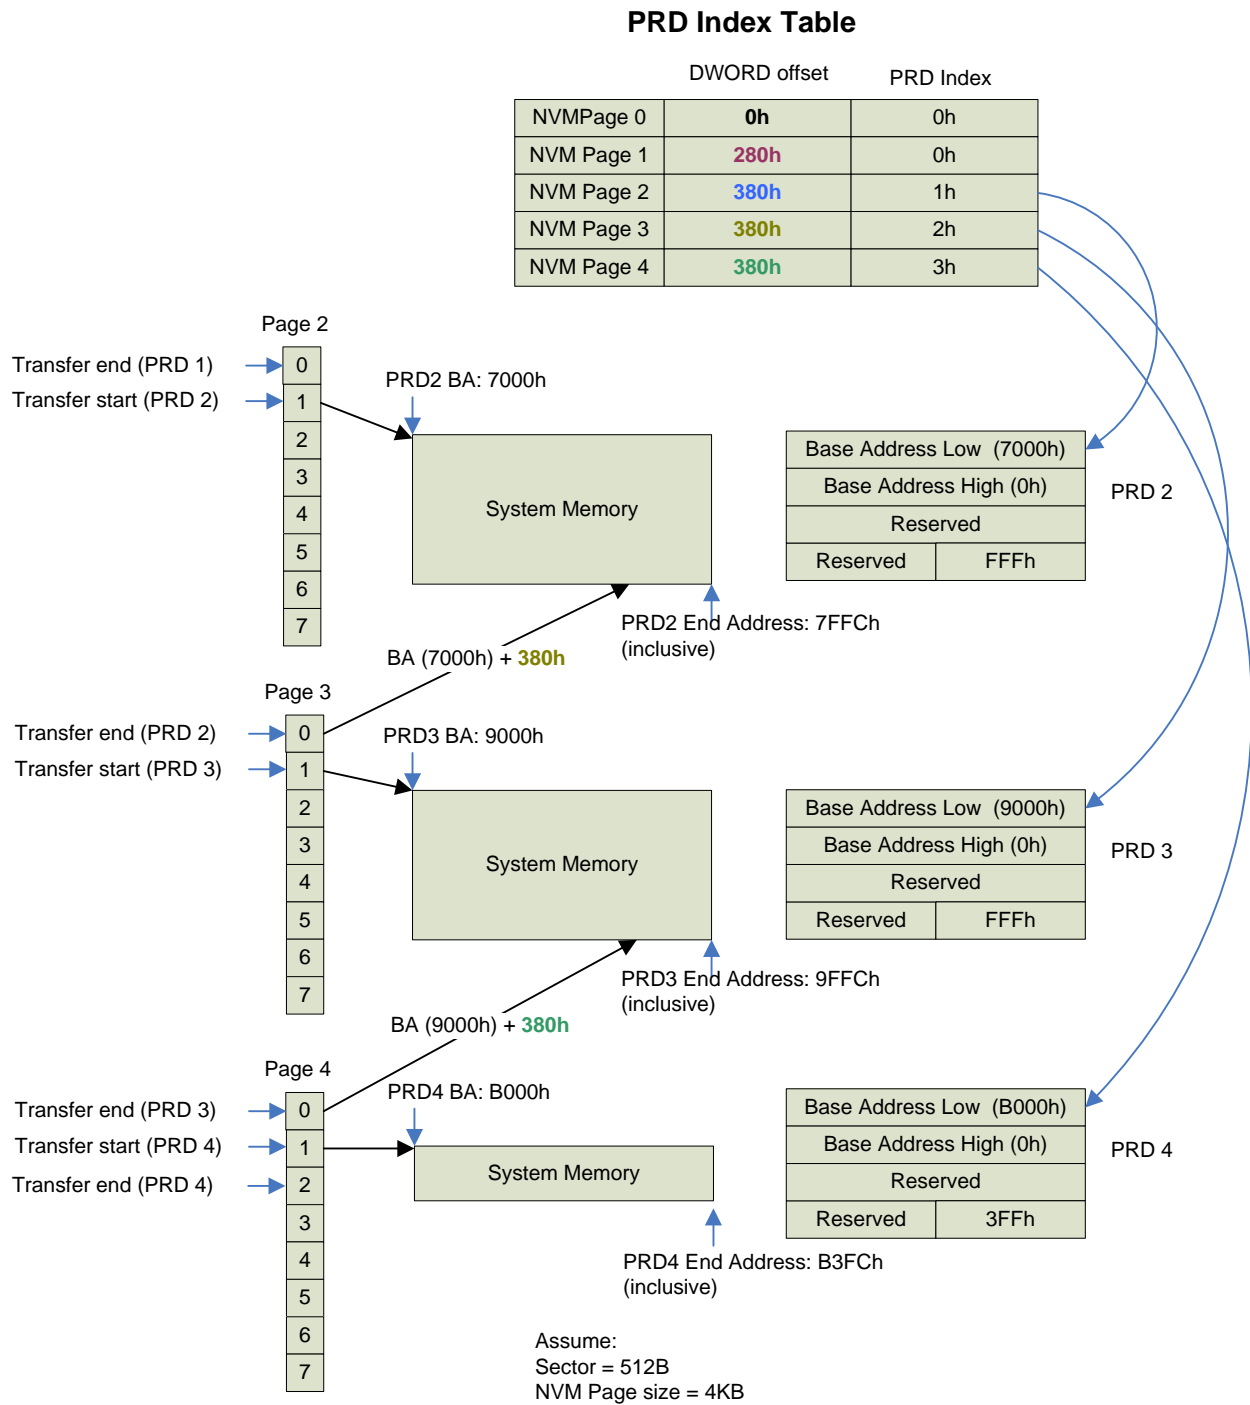 PRD Index Table
DWORD offset PRD Index
NVMPage 0 0h 0h
NVM Page 1 280h 0h
NVM Page 2 380h 1h
NVM Page 3 380h 2h
NVM Page 4 380h 3h
Page 2
Transfer end (PRD 1)
Transfer start (PRD 2)
0
1
2
3
4
5
6
7
PRD2 BA: 7000h
System Memory
PRD2 End Address: 7FFCh
(inclusive)
BA (7000h) + 380h
Base Address Low (7000h)
Base Address High (0h)
Reserved
Reserved FFFh
PRD 2
Page 3
Transfer end (PRD 2)
Transfer start (PRD 3)
0
1
2
3
4
5
6
7
PRD3 BA: 9000h
System Memory
PRD3 End Address: 9FFCh
(inclusive)
BA (9000h) + 380h
Base Address Low (9000h)
Base Address High (0h)
Reserved
Reserved FFFh
PRD 3
Page 4
Transfer end (PRD 3)
Transfer start (PRD 4)
Transfer end (PRD 4)
0
1
2
3
4
5
6
7
PRD4 BA: B000h
System Memory
PRD4 End Address: B3FCh
(inclusive)
Base Address Low (B000h)
Base Address High (0h)
Reserved
Reserved 3FFh
PRD 4
Assume:
Sector = 512B
NVM Page size = 4KB